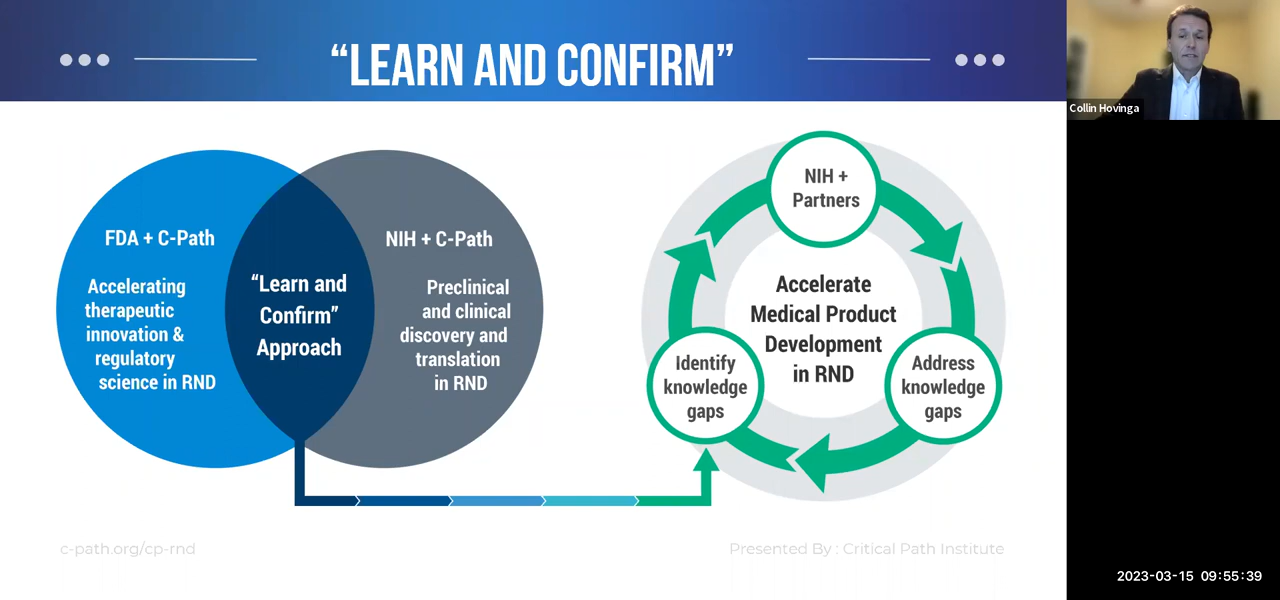 “LEARN AND CONFIRM”
Collin Hovinga
FDA + C-Path
Accelerating
therapeutic
innovation &
regulatory
science in RND
“Learn and
Confirm”
Approach
NIH + C-Path
Preclinical
and clinical
discovery and
translation
in RND
NIH +
Partners
Accelerate
Medical Product
Development
in RND
Identify
knowledge
gaps
Address
knowledge
gaps
c-path.org/cp-rnd
Presented By : Critical Path Institute
2023-03-15 09:55:39